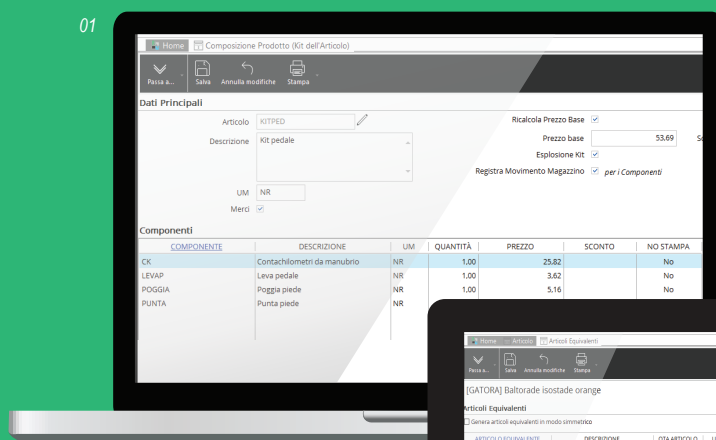 01
Home Composizione Prodotto (Kit dell'Articolo)
Passa a... Salva Annulla modifiche Stampa
Dati Principali
Articolo KITPED Ricalcola Prezzo Base
Descrizione Kit pedale Prezzo base 53.69
Esplosione Kit
Registra Movimento Magazzino per i Componenti
UM NR
Merci
Componenti
COMPONENTE DESCRIZIONE UM QUANTITÀ PREZZO SCONTO NO STAMPA
CK Contachilometri da manubrio NR 1,00 25,82 No
LEVAP Leva pedale NR 1,00 3,62 No
POGGIA Poggia piede NR 1,00 5,16 No
PUNTA Punta piede NR
Home Articolo Articoli Equivalenti
Passa a... Salva Annulla modifiche Stampa
[GATORA] Baltorade isostade orange
Articoli Equivalenti
Genera articoli equivalenti in modo simmetrico
ARTICOLO EQUIVALENTE DESCRIZIONE QTA ARTICOLO